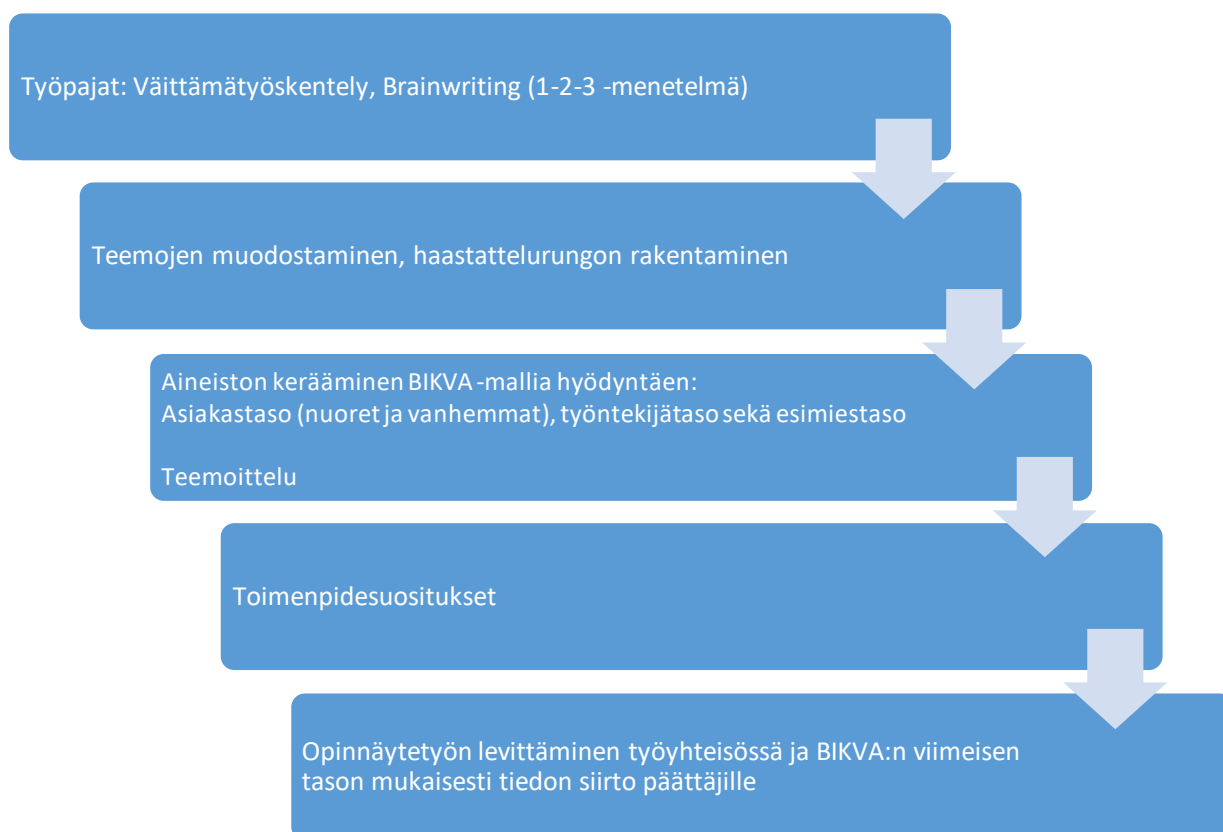 Työpajat: Väittämätyöskentely, Brainwriting (1-2-3 -menetelmä)
Teemojen muodostaminen, haastattelurungon rakentaminen
Aineiston kerääminen BIKVA -mallia hyödyntäen:
Asiakastaso (nuoret ja vanhemmat), työntekijätaso sekä esimiestaso
Teemoittelu
Toimenpidesuositukset
Opinnäytetyön levittäminen työyhteisössä ja BIKVA:n viimeisen
tason mukaisesti tiedon siirto päättäjille